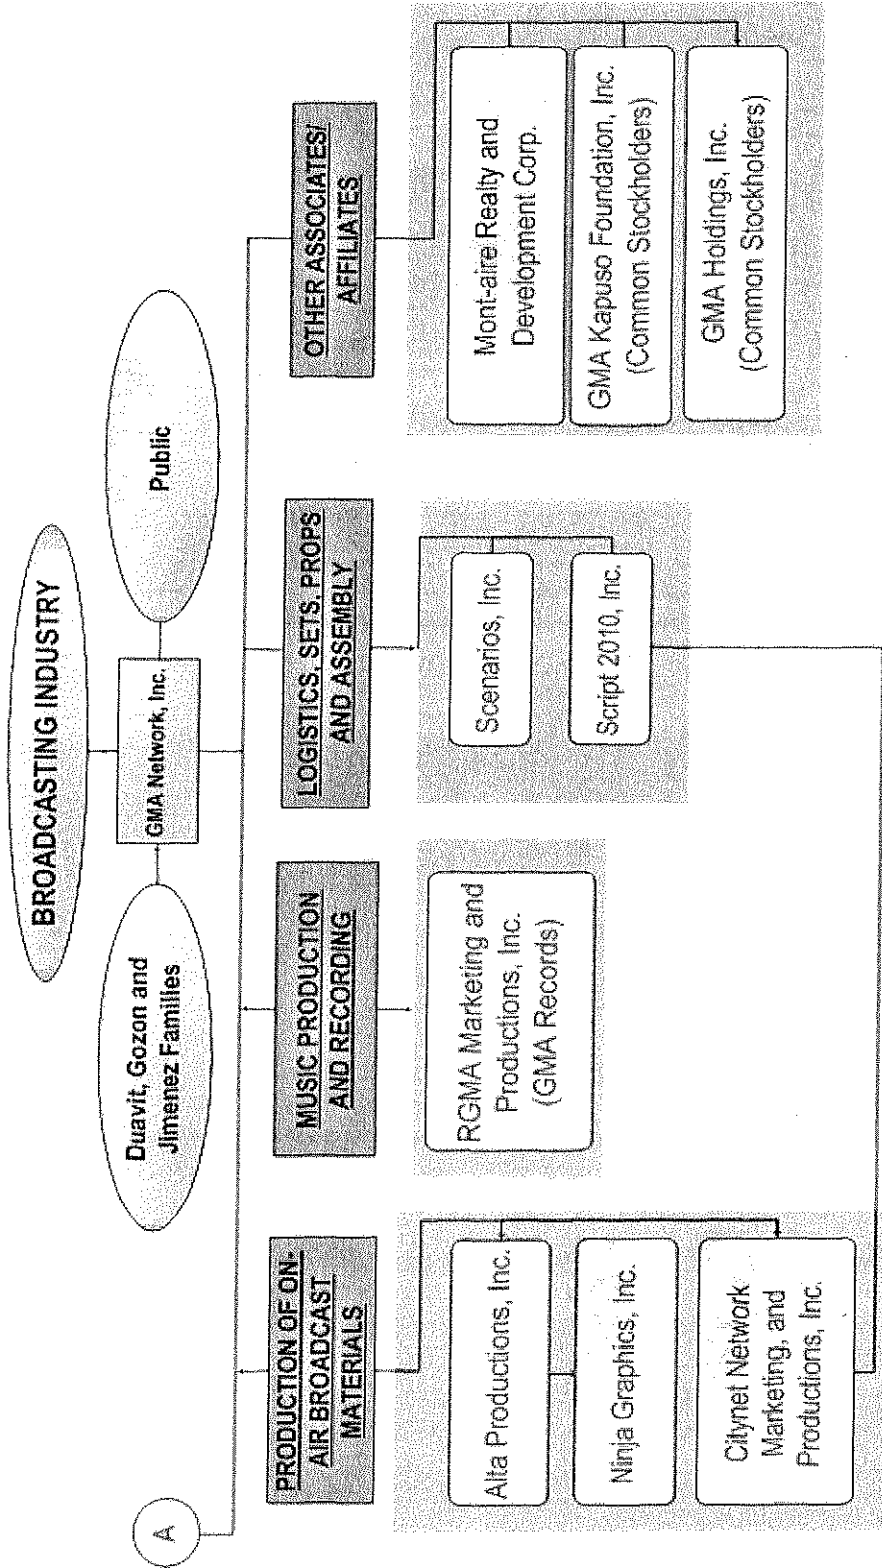 BROADCASTING INDUSTRY
Duavit, Gozon and
Jimenez Families
GMA Network, Inc.
Public
A
PRODUCTION OF ON-
AIR BROADCAST
MATERIALS
Alta Productions, Inc.
Ninja Graphics, Inc.
Citynet Network
Marketing, and
Productions, Inc.
MUSIC PRODUCTION
AND RECORDING
RGMA Marketing and
Productions, Inc.
(GMA Records)
LOGISTICS, SETS, PROPS
AND ASSEMBLY
Scenarios, Inc.
Script 2010, Inc.
OTHER ASSOCIATES/
AFFILIATES
Mont-aire Realty and
Development Corp.
GMA Kapuso Foundation, Inc.
(Common Stockholders)
GMA Holdings, Inc.
(Common Stockholders)